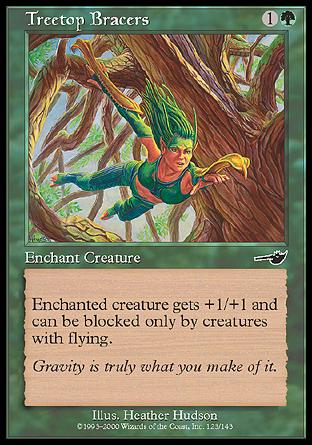 Treetop Bracers 1
Enchant Creature
Enchanted creature gets +1/+1 and
can be blocked only by creatures
with flying.
Gravity is truly what you make of it.
Illus. Heather Hudson
©1993-2000 Wizards of the Coast, Inc. 123/143